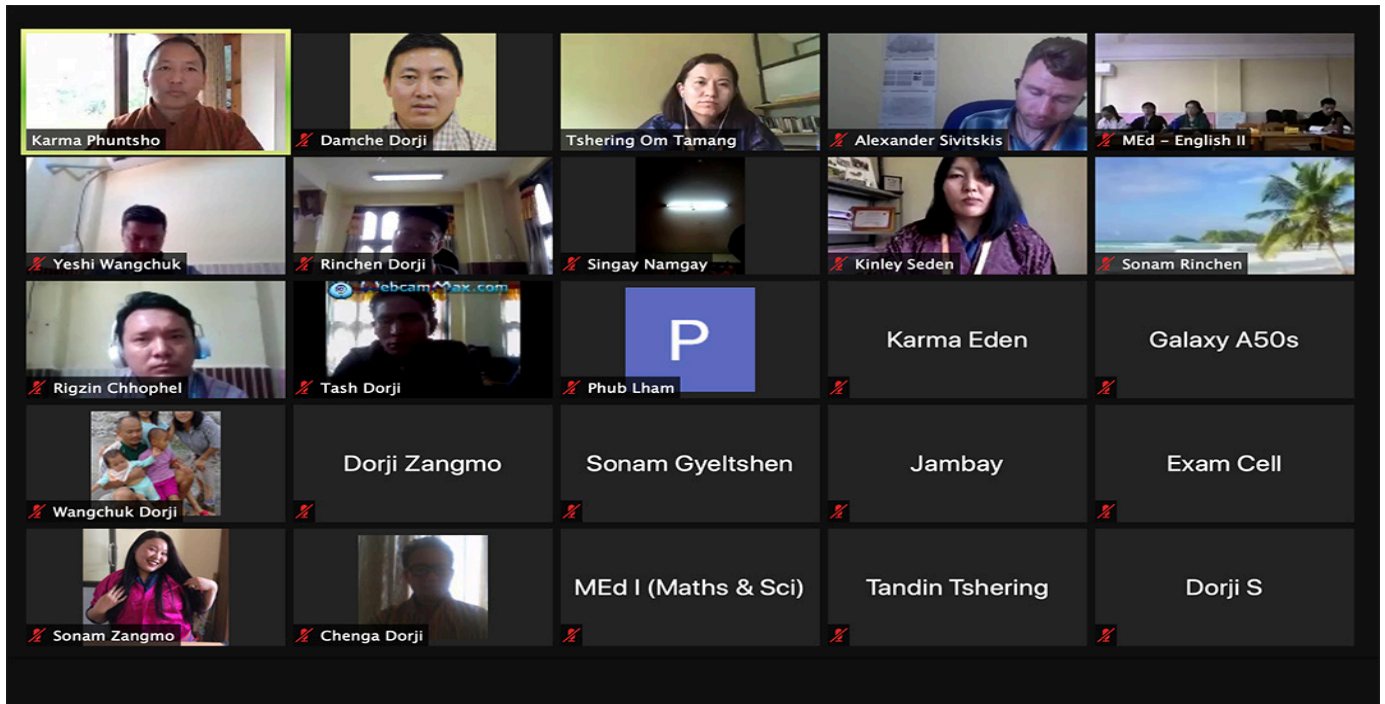 Karma Phuntsho
Damche Dorji
Tshering Om Tamang
Alexander Sivitskis
MEd – English II
Yeshi Wangchuk
Rinchen Dorji
Singay Namgay
Kinley Seden
Sonam Rinchen
WebcamMax.com
Rigzin Chhophel
Tash Dorji
P
Phub Lham
Karma Eden
Galaxy A50s
Wangchuk Dorji
Dorji Zangmo
Sonam Gyeltshen
Jambay
Exam Cell
Sonam Zangmo
Chenga Dorji
MEd I (Maths & Sci)
Tandin Tshering
Dorji S